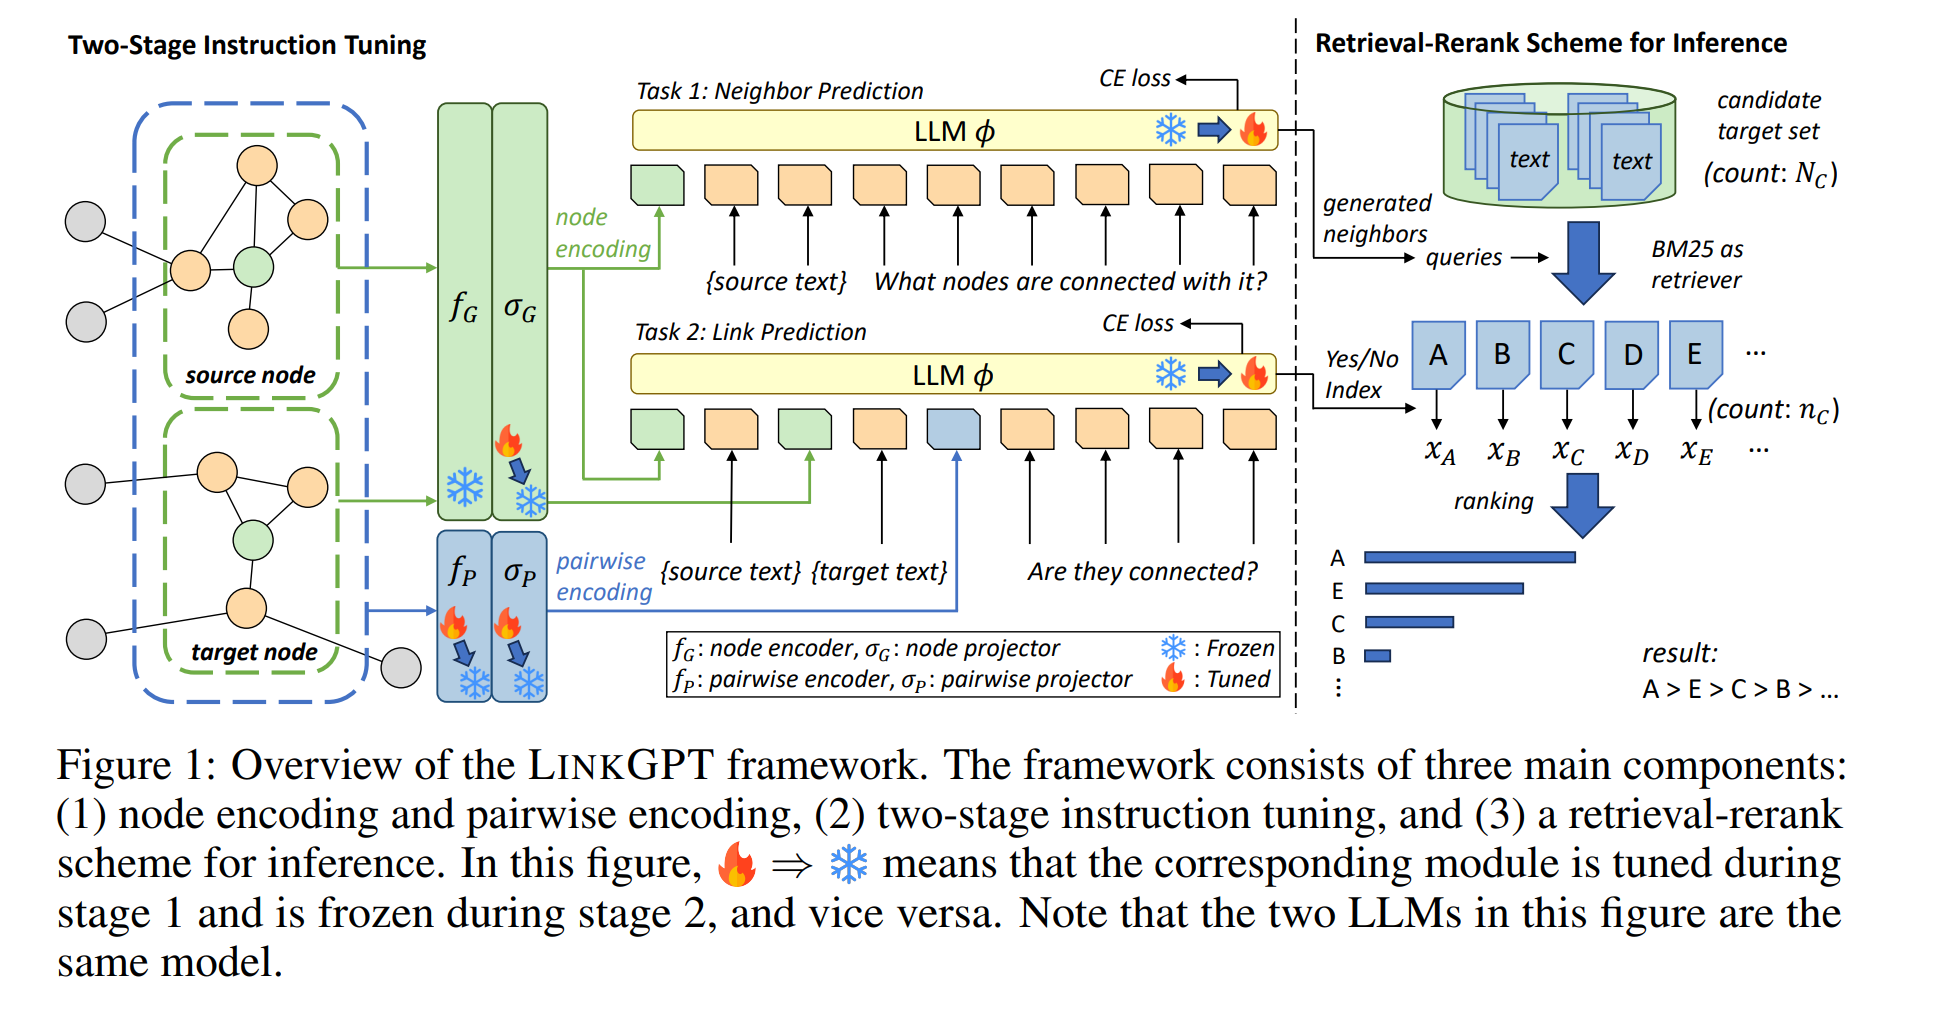 Two-Stage Instruction Tuning
source node
target node
f_G σ_G
f_P σ_P
node
encoding
pairwise
encoding
Task 1: Neighbor Prediction
CE loss
LLM ϕ
{source text} What nodes are connected with it?
Task 2: Link Prediction
CE loss
LLM ϕ
{source text} {target text} Are they connected?
f_G: node encoder, σ_G: node projector : Frozen
f_P: pairwise encoder, σ_P: pairwise projector : Tuned
Retrieval-Rerank Scheme for Inference
text text
candidate
target set
(count: N_C)
generated
neighbors
queries
BM25 as
retriever
Yes/No
Index
A B C D E ...
(count: n_C)
x_A x_B x_C x_D x_E ...
ranking
A
E
C
B
⋮
result:
A > E > C > B > ...
Figure 1: Overview of the LINKGPT framework. The framework consists of three main components:
(1) node encoding and pairwise encoding, (2) two-stage instruction tuning, and (3) a retrieval-rerank
scheme for inference. In this figure, 🔥 ⇒ ❄ means that the corresponding module is tuned during
stage 1 and is frozen during stage 2, and vice versa. Note that the two LLMs in this figure are the
same model.